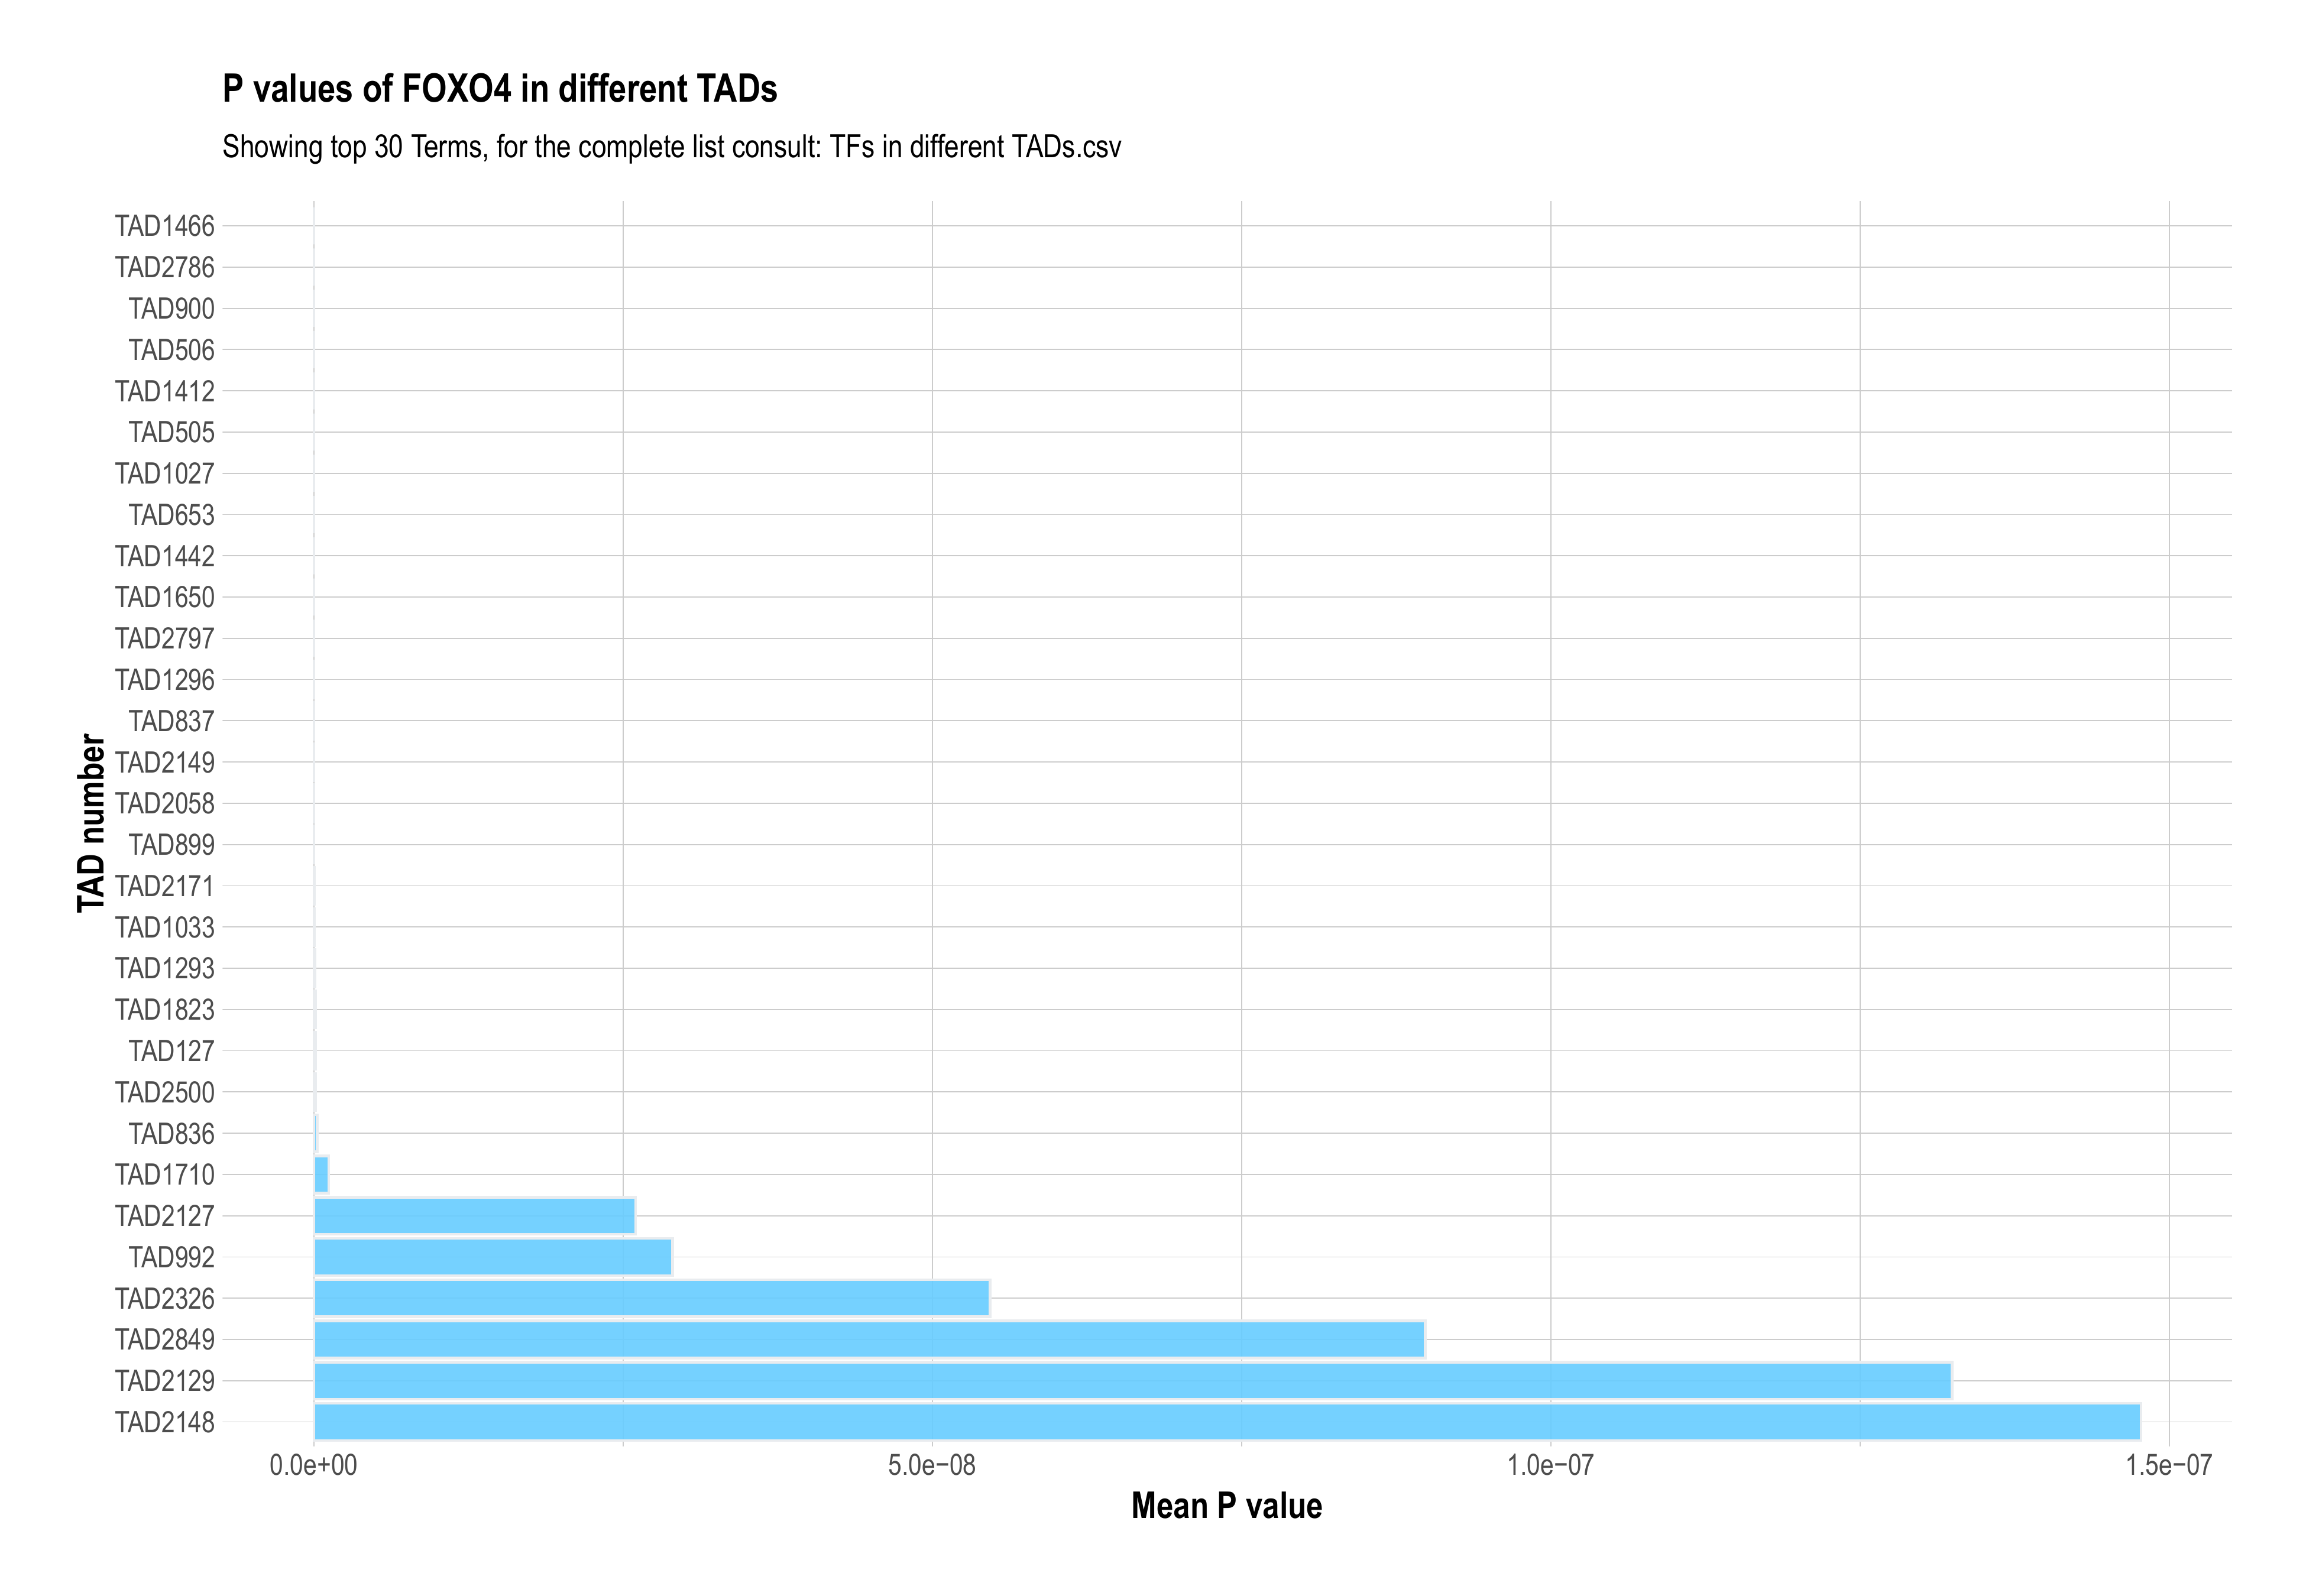 P values of FOXO4 in different TADs
Showing top 30 Terms, for the complete list consult: TFs in different TADs.csv
TAD number
TAD1466
TAD2786
TAD900
TAD506
TAD1412
TAD505
TAD1027
TAD653
TAD1442
TAD1650
TAD2797
TAD1296
TAD837
TAD2149
TAD2058
TAD899
TAD2171
TAD1033
TAD1293
TAD1823
TAD127
TAD2500
TAD836
TAD1710
TAD2127
TAD992
TAD2326
TAD2849
TAD2129
TAD2148
0.0e+00 5.0e−08 1.0e−07 1.5e−07
Mean P value